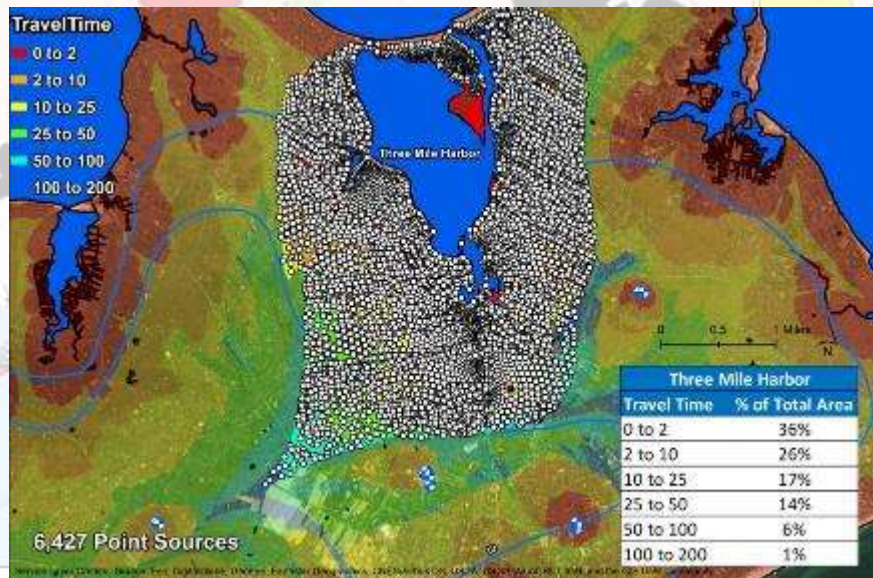 TravelTime
0 to 2
2 to 10
10 to 25
25 to 50
50 to 100
100 to 200
Three Mile Harbor
0 0.5 1 Miles
N
Three Mile Harbor
Travel Time % of Total Area
0 to 2 36%
2 to 10 26%
10 to 25 17%
25 to 50 14%
50 to 100 6%
100 to 200 1%
6,427 Point Sources